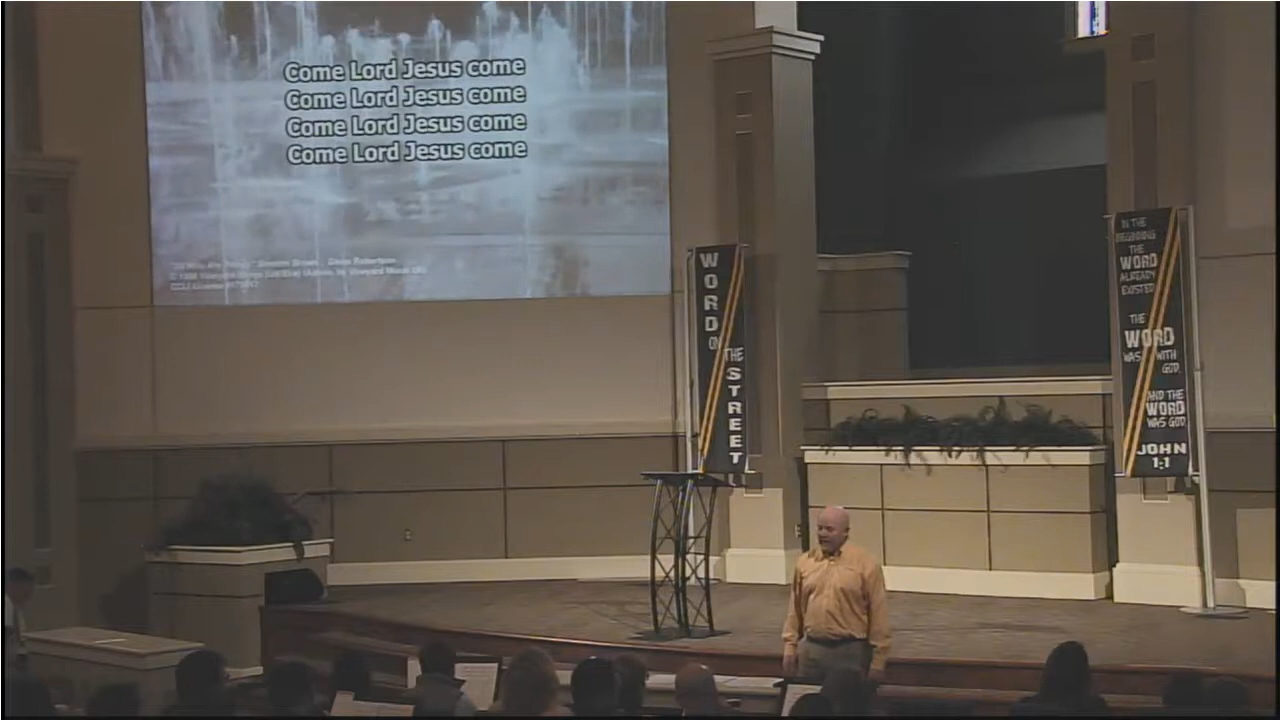 Come Lord Jesus come
Come Lord Jesus come
Come Lord Jesus come
Come Lord Jesus come
WORD
ON
THE
STREET
IN THE
BEGINNING
THE
WORD
ALREADY
EXISTED
THE
WORD
WAS WITH
GOD,
AND THE
WORD
WAS GOD
JOHN
1:1